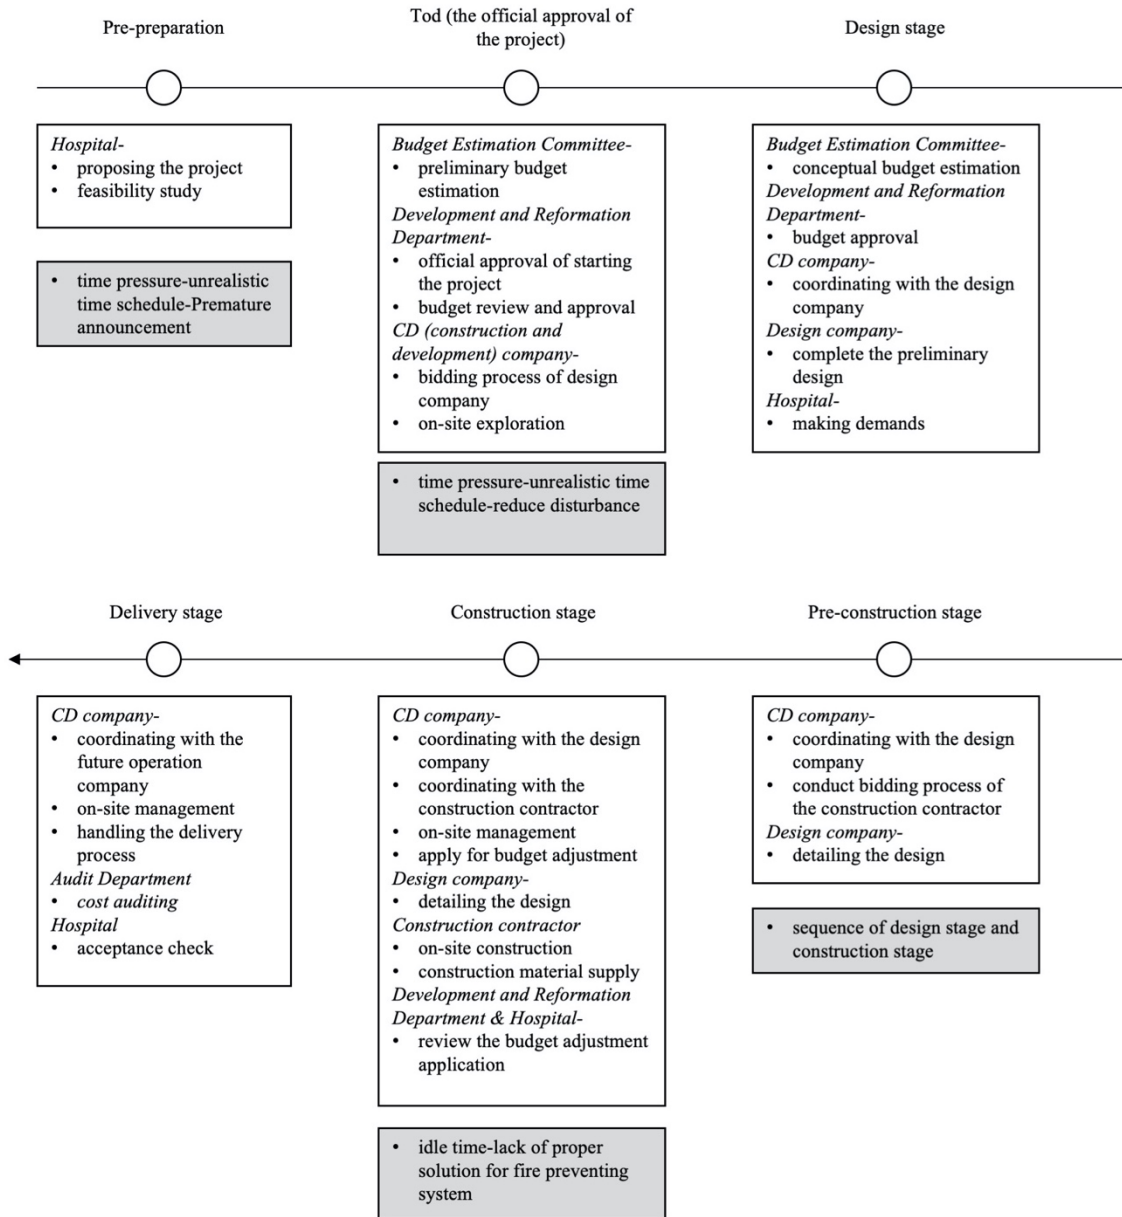 Pre-preparation
Tod (the official approval of
the project)
Design stage
Hospital-
• proposing the project
• feasibility study
• time pressure-unrealistic
time schedule-Premature
announcement
Budget Estimation Committee-
• preliminary budget
estimation
Development and Reformation
Department-
• official approval of starting
the project
• budget review and approval
CD (construction and
development) company-
• bidding process of design
company
• on-site exploration
• time pressure-unrealistic time
schedule-reduce disturbance
Budget Estimation Committee-
• conceptual budget estimation
Development and Reformation
Department-
• budget approval
CD company-
• coordinating with the design
company
Design company-
• complete the preliminary
design
Hospital-
• making demands
Delivery stage
Construction stage
Pre-construction stage
CD company-
• coordinating with the
future operation
company
• on-site management
• handling the delivery
process
Audit Department
• cost auditing
Hospital
• acceptance check
CD company-
• coordinating with the design
company
• coordinating with the
construction contractor
• on-site management
• apply for budget adjustment
Design company-
• detailing the design
Construction contractor
• on-site construction
• construction material supply
Development and Reformation
Department & Hospital-
• review the budget adjustment
application
• idle time-lack of proper
solution for fire preventing
system
CD company-
• coordinating with the design
company
• conduct bidding process of
the construction contractor
Design company-
• detailing the design
• sequence of design stage and
construction stage